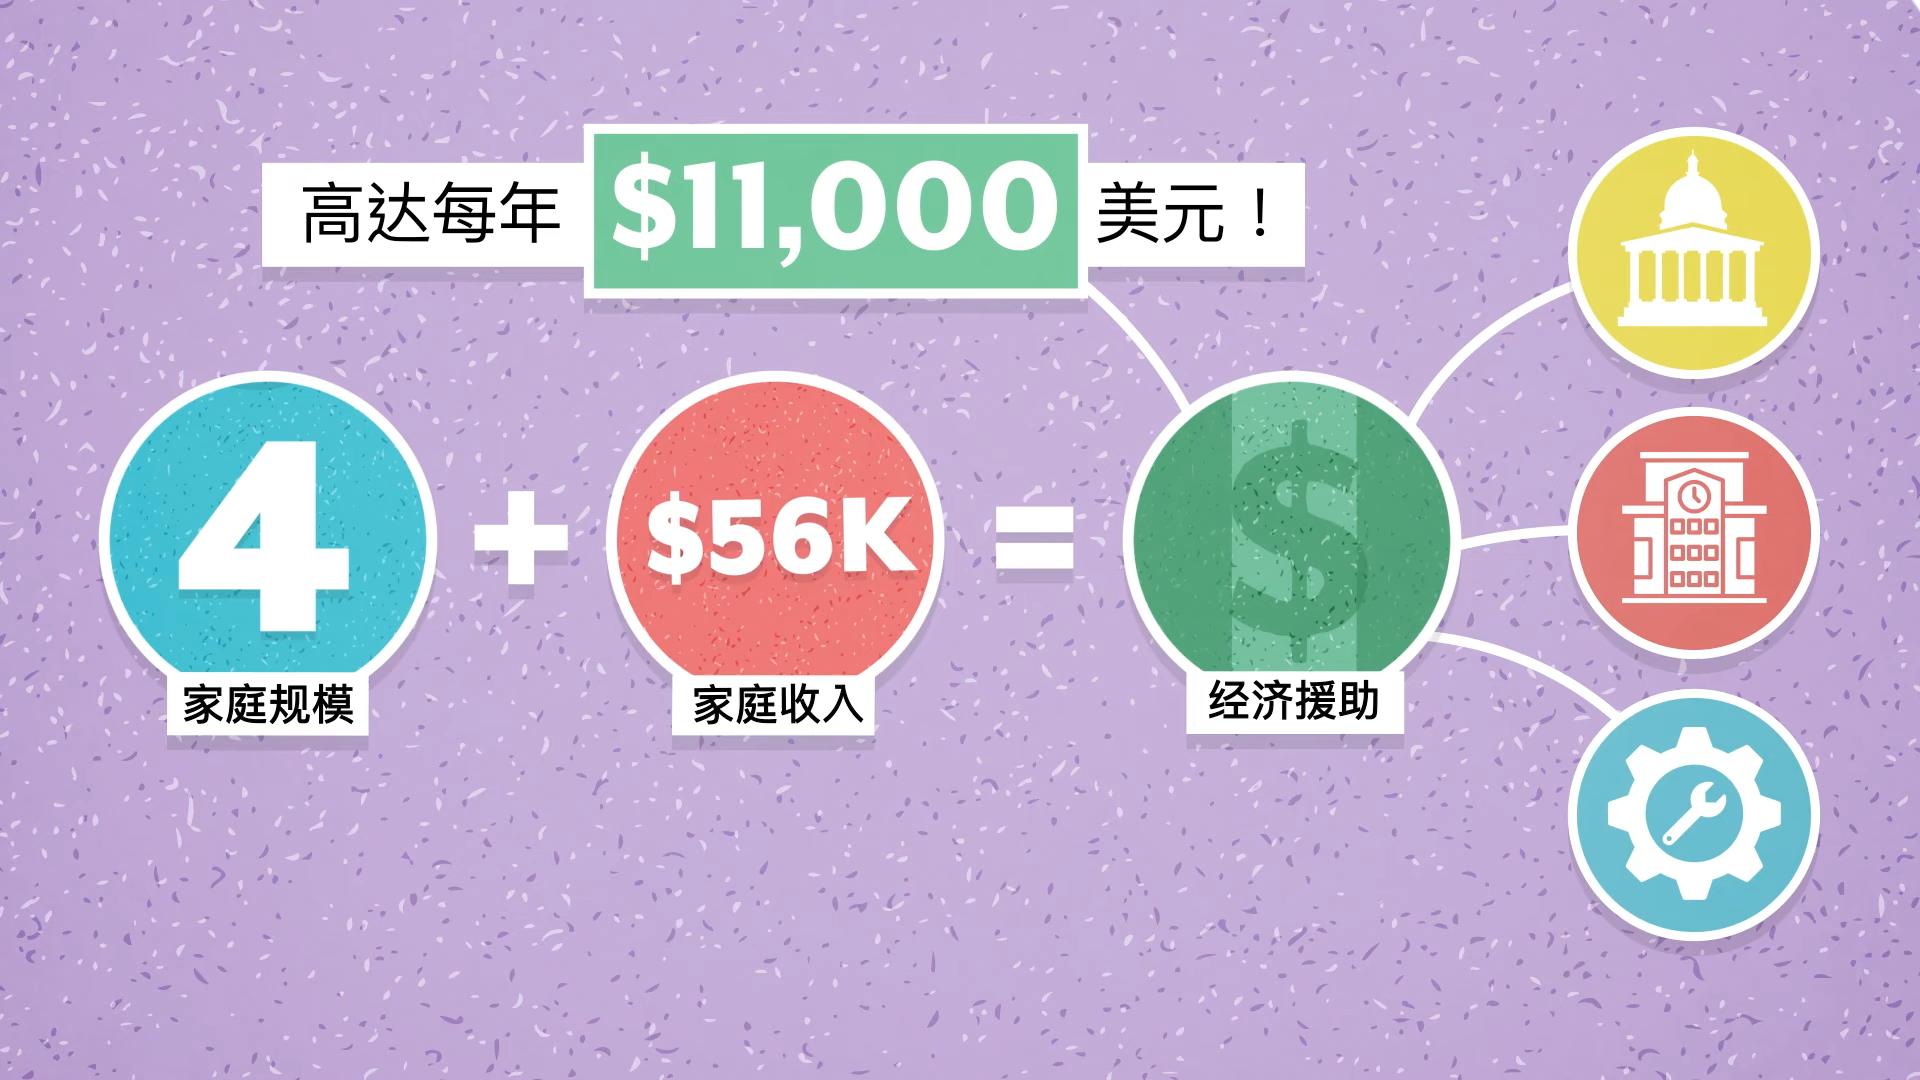 高达每年 $11,000 美元！
4 + $56K = $
家庭规模 家庭收入 经济援助